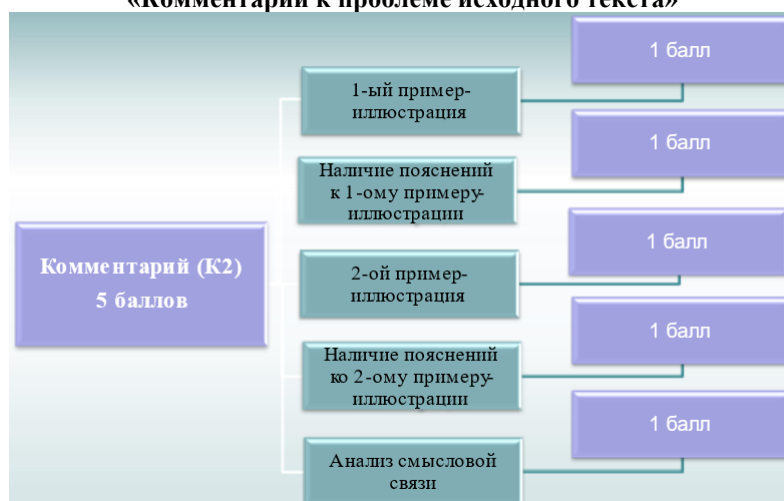 «Комментарий к проблеме исходного текста»
1 балл
1-ый пример-
иллюстрация
1 балл
Наличие пояснений
к 1-ому примеру-
иллюстрации
1 балл
Комментарий (К2)
5 баллов
2-ой пример-
иллюстрация
1 балл
Наличие пояснений
ко 2-ому примеру-
иллюстрации
1 балл
Анализ смысловой
связи